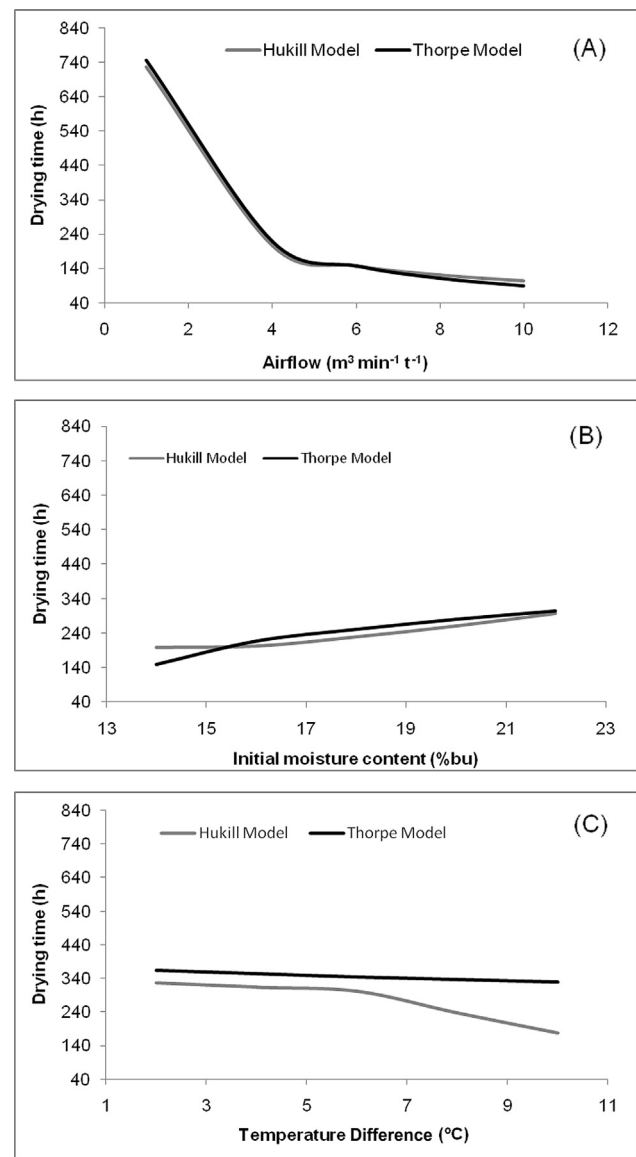 (A)
Hukill Model Thorpe Model
840
740
640
540
440
340
240
140
40
Drying time (h)
0 2 4 6 8 10 12
Airflow (m³ min⁻¹ t⁻¹)
(B)
Hukill Model Thorpe Model
840
740
640
540
440
340
240
140
40
Drying time (h)
13 15 17 19 21 23
Initial moisture content (%bu)
(C)
Hukill Model Thorpe Model
840
740
640
540
440
340
240
140
40
Drying time (h)
1 3 5 7 9 11
Temperature Difference (ºC)